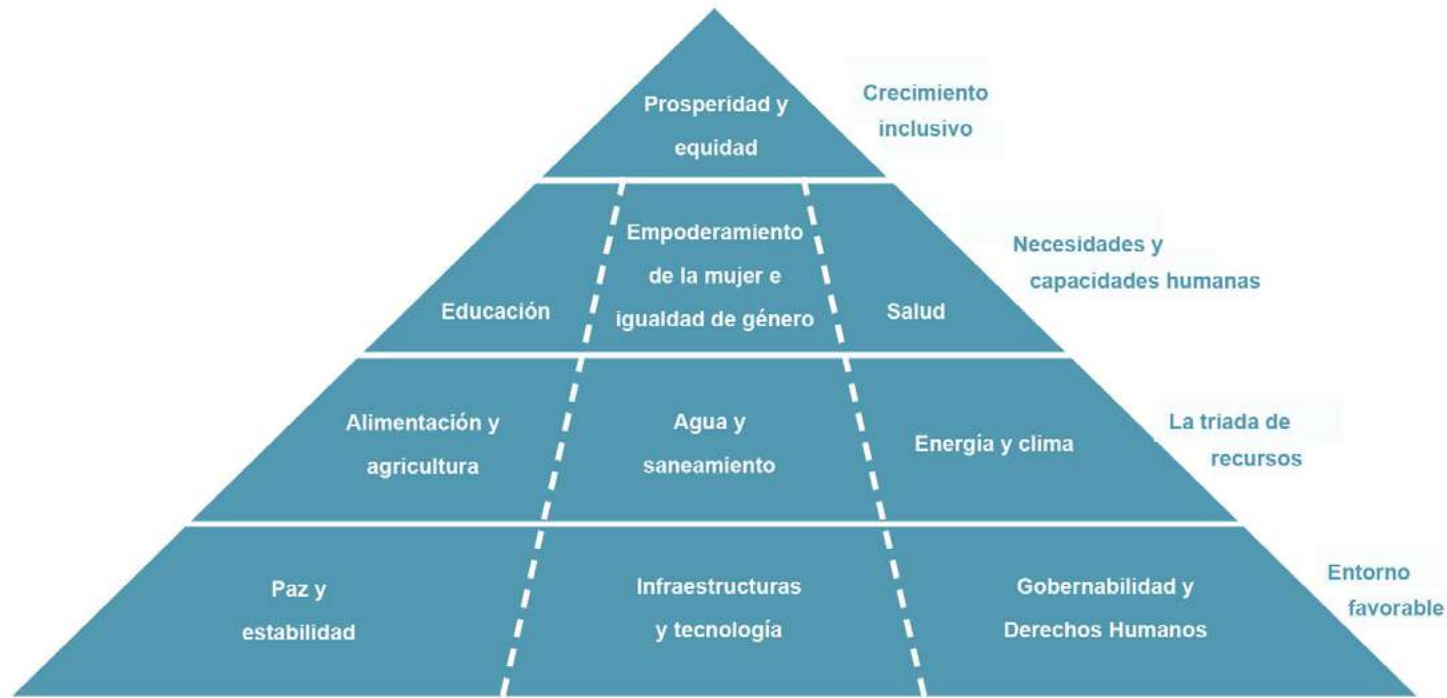 Prosperidad y
equidad
Crecimiento
inclusivo
Educación
Empoderamiento
de la mujer e
igualdad de género
Salud
Necesidades y
capacidades humanas
Alimentación y
agricultura
Agua y
saneamiento
Energía y clima
La triada de
recursos
Paz y
estabilidad
Infraestructuras
y tecnología
Gobernabilidad y
Derechos Humanos
Entorno
favorable